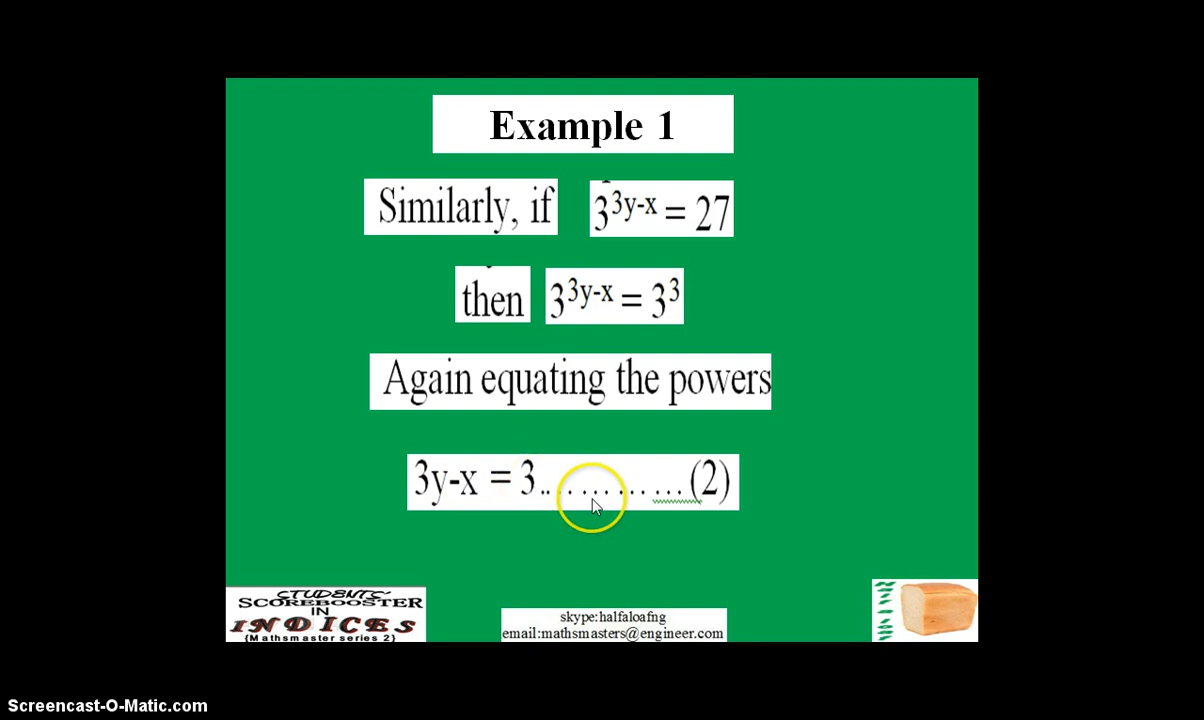 Example 1
Similarly, if 3^3y-x = 27
then 3^3y-x = 3^3
Again equating the powers
3y-x = 3.. ... ... ... ...(2)
STUDENTS'
SCOREBOOSTER
IN
INDICES
{Mathsmaster series 2}
skype:halfaloafng
email:mathsmasters@engineer.com
Screencast-O-Matic.com